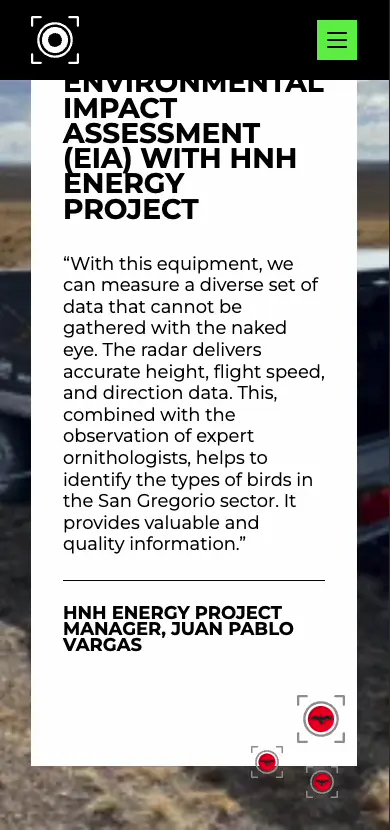 ENVIRONMENTAL
IMPACT
ASSESSMENT
(EIA) WITH HNH
ENERGY
PROJECT
“With this equipment, we
can measure a diverse set of
data that cannot be
gathered with the naked
eye. The radar delivers
accurate height, flight speed,
and direction data. This,
combined with the
observation of expert
ornithologists, helps to
identify the types of birds in
the San Gregorio sector. It
provides valuable and
quality information.”
HNH ENERGY PROJECT
MANAGER, JUAN PABLO
VARGAS